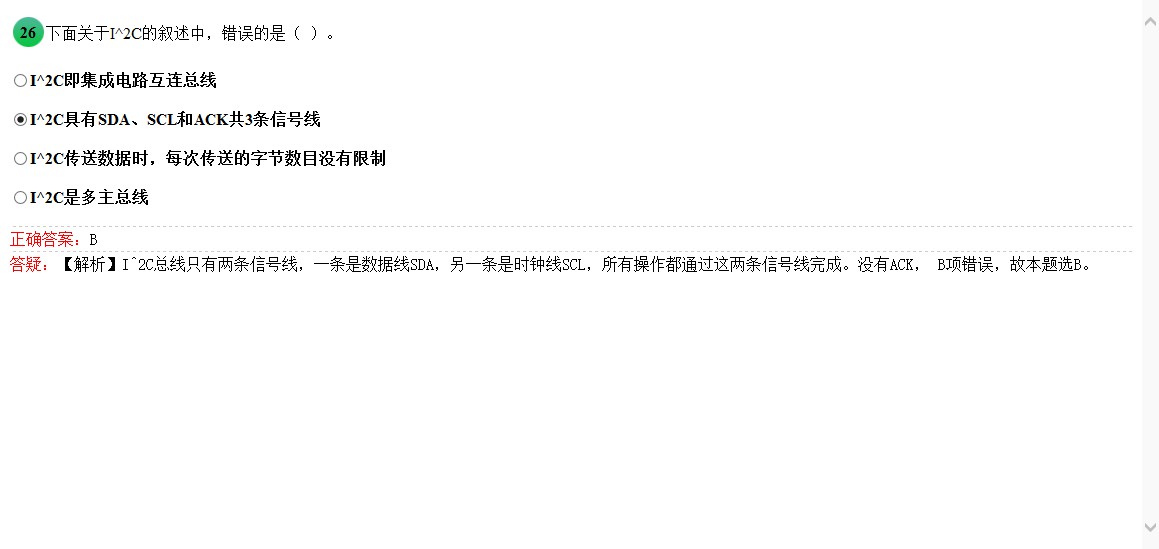 26 下面关于I^2C的叙述中，错误的是（ ）。
I^2C即集成电路互连总线
I^2C具有SDA、SCL和ACK共3条信号线
I^2C传送数据时，每次传送的字节数目没有限制
I^2C是多主总线
正确答案：B
答疑：【解析】I^2C总线只有两条信号线，一条是数据线SDA，另一条是时钟线SCL，所有操作都通过这两条信号线完成。没有ACK， B项错误，故本题选B。